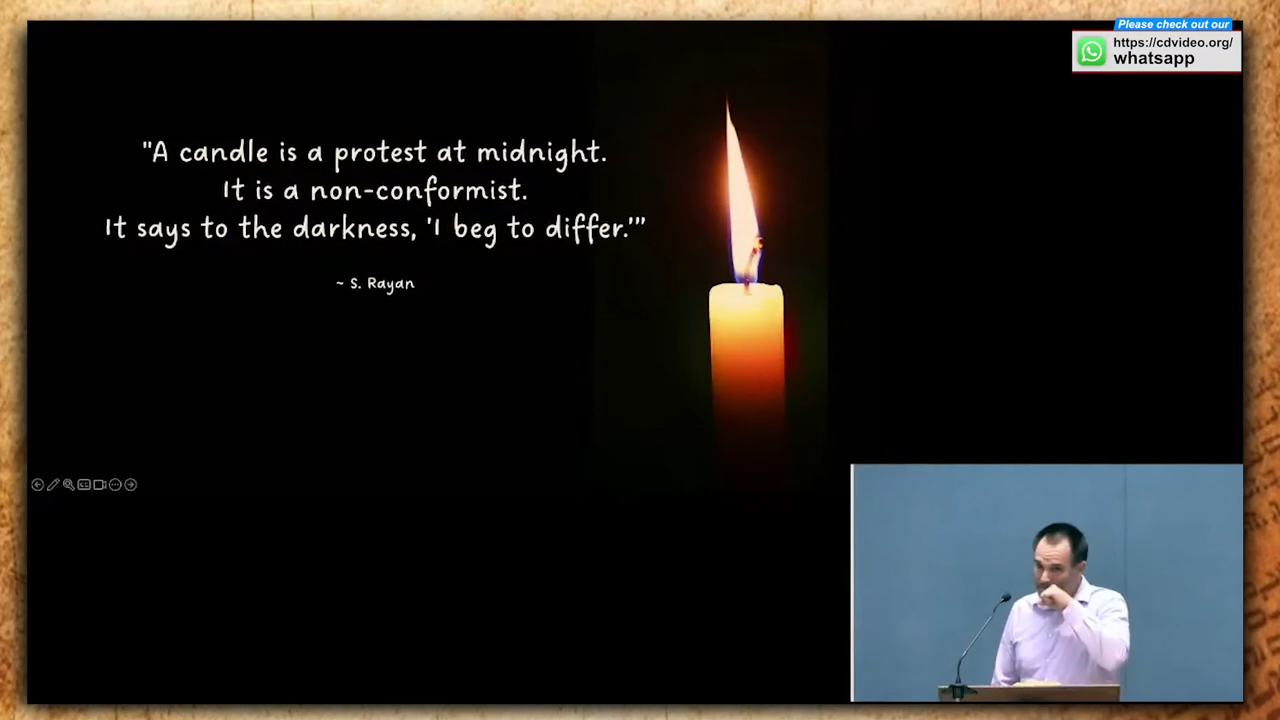 Please check out our
https://cdvideo.org/
whatsapp
"A candle is a protest at midnight.
It is a non-conformist.
It says to the darkness, 'I beg to differ.'"
~ S. Rayan